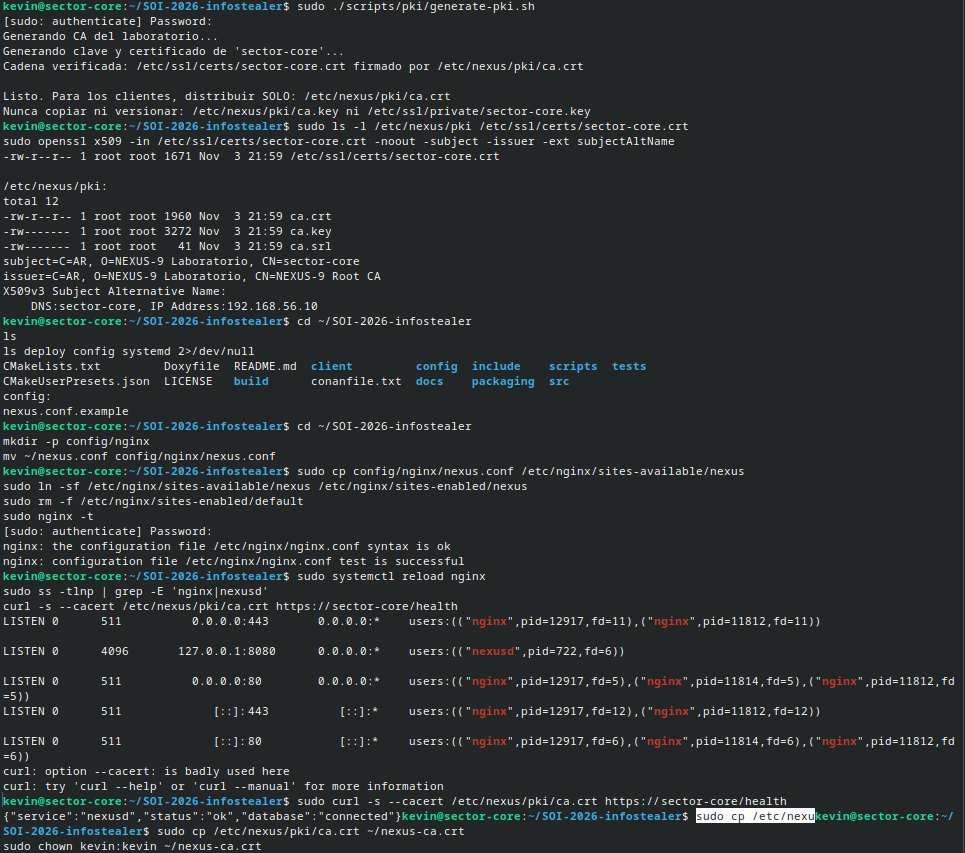 kevin@sector-core:~/SOI-2026-infostealer$ sudo ./scripts/pki/generate-pki.sh
[sudo: authenticate] Password:
Generando CA del laboratorio...
Generando clave y certificado de 'sector-core'...
Cadena verificada: /etc/ssl/certs/sector-core.crt firmado por /etc/nexus/pki/ca.crt

Listo. Para los clientes, distribuir SOLO: /etc/nexus/pki/ca.crt
Nunca copiar ni versionar: /etc/nexus/pki/ca.key ni /etc/ssl/private/sector-core.key
kevin@sector-core:~/SOI-2026-infostealer$ sudo ls -l /etc/nexus/pki /etc/ssl/certs/sector-core.crt
sudo openssl x509 -in /etc/ssl/certs/sector-core.crt -noout -subject -issuer -ext subjectAltName
-rw-r--r-- 1 root root 1671 Nov  3 21:59 /etc/ssl/certs/sector-core.crt

/etc/nexus/pki:
total 12
-rw-r--r-- 1 root root 1960 Nov  3 21:59 ca.crt
-rw------- 1 root root 3272 Nov  3 21:59 ca.key
-rw------- 1 root root   41 Nov  3 21:59 ca.srl
subject=C=AR, O=NEXUS-9 Laboratorio, CN=sector-core
issuer=C=AR, O=NEXUS-9 Laboratorio, CN=NEXUS-9 Root CA
X509v3 Subject Alternative Name:
    DNS:sector-core, IP Address:192.168.56.10
kevin@sector-core:~/SOI-2026-infostealer$ cd ~/SOI-2026-infostealer
ls
ls deploy config systemd 2>/dev/null
CMakeLists.txt         Doxyfile  README.md  client         config  include    scripts  tests
CMakeUserPresets.json  LICENSE   build      conanfile.txt  docs    packaging  src
config:
nexus.conf.example
kevin@sector-core:~/SOI-2026-infostealer$ cd ~/SOI-2026-infostealer
mkdir -p config/nginx
mv ~/nexus.conf config/nginx/nexus.conf
kevin@sector-core:~/SOI-2026-infostealer$ sudo cp config/nginx/nexus.conf /etc/nginx/sites-available/nexus
sudo ln -sf /etc/nginx/sites-available/nexus /etc/nginx/sites-enabled/nexus
sudo rm -f /etc/nginx/sites-enabled/default
sudo nginx -t
[sudo: authenticate] Password:
nginx: the configuration file /etc/nginx/nginx.conf syntax is ok
nginx: configuration file /etc/nginx/nginx.conf test is successful
kevin@sector-core:~/SOI-2026-infostealer$ sudo systemctl reload nginx
sudo ss -tlnp | grep -E 'nginx|nexusd'
curl -s --cacert /etc/nexus/pki/ca.crt https://sector-core/health
LISTEN 0      511          0.0.0.0:443       0.0.0.0:*    users:(("nginx",pid=12917,fd=11),("nginx",pid=11812,fd=11))

LISTEN 0      4096       127.0.0.1:8080      0.0.0.0:*    users:(("nexusd",pid=722,fd=6))

LISTEN 0      511          0.0.0.0:80        0.0.0.0:*    users:(("nginx",pid=12917,fd=5),("nginx",pid=11814,fd=5),("nginx",pid=11812,fd
=5))
LISTEN 0      511             [::]:443          [::]:*    users:(("nginx",pid=12917,fd=12),("nginx",pid=11812,fd=12))

LISTEN 0      511             [::]:80           [::]:*    users:(("nginx",pid=12917,fd=6),("nginx",pid=11814,fd=6),("nginx",pid=11812,fd
=6))
curl: option --cacert: is badly used here
curl: try 'curl --help' or 'curl --manual' for more information
kevin@sector-core:~/SOI-2026-infostealer$ sudo curl -s --cacert /etc/nexus/pki/ca.crt https://sector-core/health
{"service":"nexusd","status":"ok","database":"connected"}kevin@sector-core:~/SOI-2026-infostealer$ sudo cp /etc/nexukevin@sector-core:~/
SOI-2026-infostealer$ sudo cp /etc/nexus/pki/ca.crt ~/nexus-ca.crt
sudo chown kevin:kevin ~/nexus-ca.crt